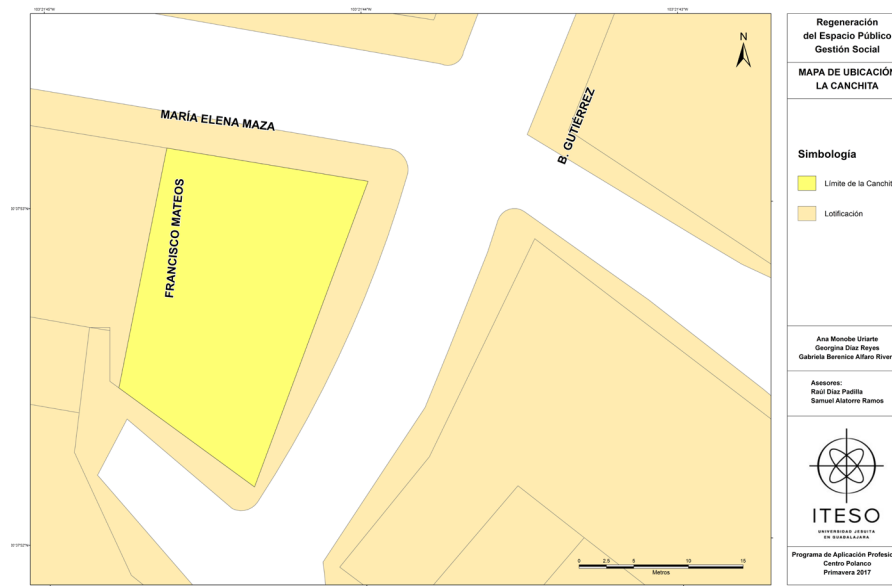 N
MARÍA ELENA MAZA
B. GUTIÉRREZ
FRANCISCO MATEOS
0 2.5 5 10 15
Metros
Regeneración
del Espacio Público
Gestión Social
MAPA DE UBICACIÓN
LA CANCHITA
Simbología
Límite de la Canchit
Lotificación
Ana Monobe Uriarte
Georgina Díaz Reyes
Gabriela Berenice Alfaro River
Asesores:
Raúl Díaz Padilla
Samuel Alatorre Ramos
ITESO
UNIVERSIDAD JESUITA
EN GUADALAJARA
Programa de Aplicación Profesio
Centro Polanco
Primavera 2017